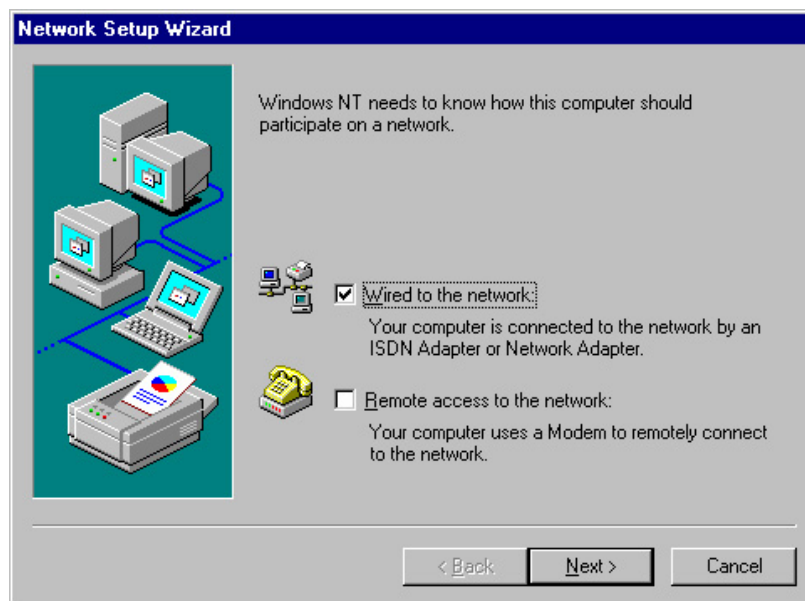 Network Setup Wizard
Windows NT needs to know how this computer should
participate on a network.
Wired to the network:
Your computer is connected to the network by an
ISDN Adapter or Network Adapter.
Remote access to the network:
Your computer uses a Modem to remotely connect
to the network.
< Back
Next >
Cancel